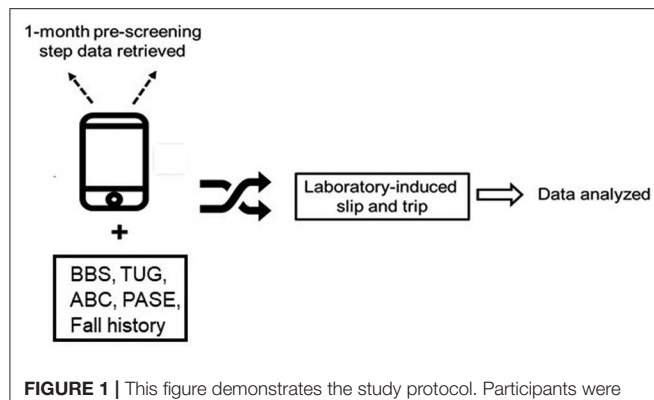 1-month pre-screening
step data retrieved
+
BBS, TUG,
ABC, PASE,
Fall history
Laboratory-induced
slip and trip
Data analyzed
FIGURE 1 | This figure demonstrates the study protocol. Participants were